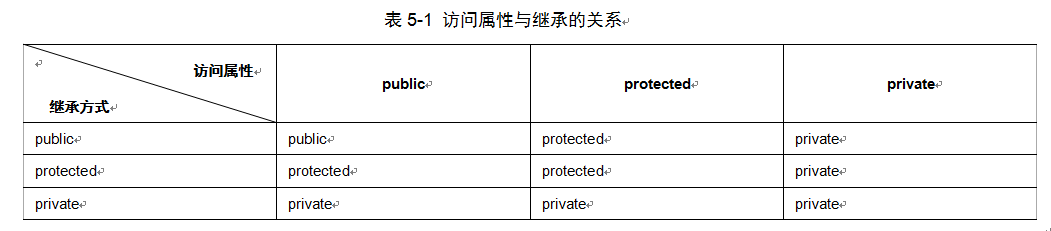 表 5-1 访问属性与继承的关系
访问属性
继承方式
public protected private
public public protected private
protected protected protected private
private private private private